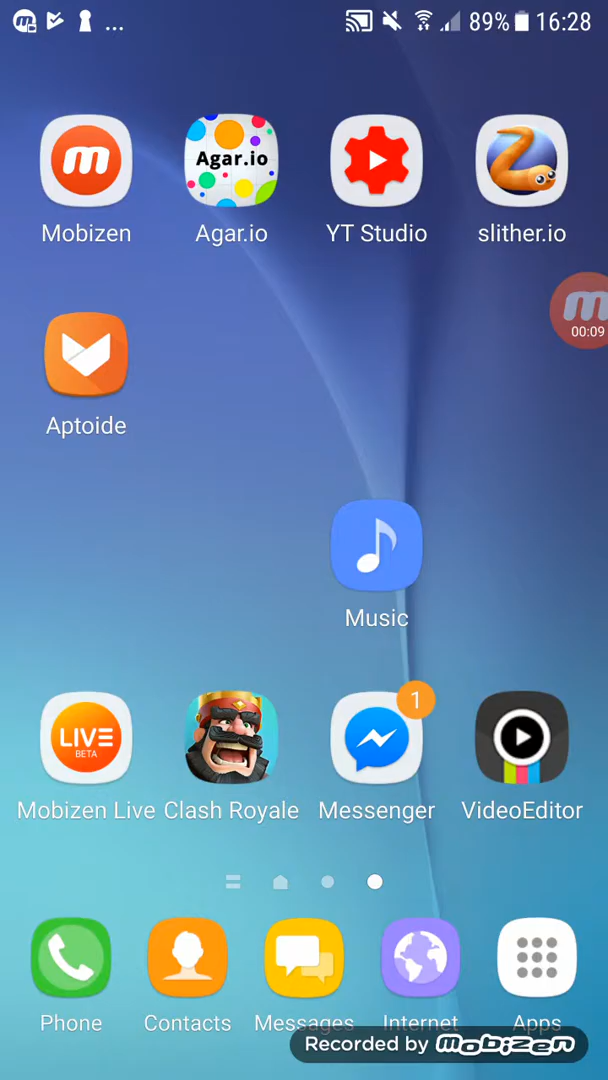 ... 89% 16:28
Agar.io
Mobizen Agar.io YT Studio slither.io
00:09
Aptoide
Music
1
LIVE
BETA
Mobizen Live Clash Royale Messenger VideoEditor
Phone Contacts Messages Internet Apps
Recorded by mobizen